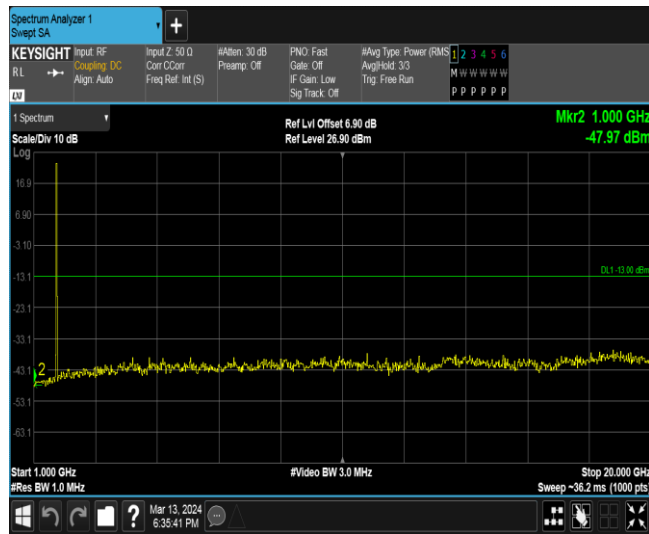 Spectrum Analyzer 1
Swept SA
+
KEYSIGHT
RL
LXI
Input: RF
Coupling: DC
Align: Auto
Input Z: 50 Ω
Corr CCorr
Freq Ref: Int (S)
#Atten: 30 dB
Preamp: Off
PNO: Fast
Gate: Off
IF Gain: Low
Sig Track: Off
#Avg Type: Power (RMS
Avg|Hold: 3/3
Trig: Free Run
1 2 3 4 5 6
M W W W W W
P P P P P P
1 Spectrum
Scale/Div 10 dB
Log
Ref Lvl Offset 6.90 dB
Ref Level 26.90 dBm
Mkr2 1.000 GHz
-47.97 dBm
16.9
6.90
-3.10
-13.1
DL1 -13.00 dBm
-23.1
-33.1
-43.1
2
-53.1
-63.1
Start 1.000 GHz
#Res BW 1.0 MHz
#Video BW 3.0 MHz
Stop 20.000 GHz
Sweep ~36.2 ms (1000 pts)
?
Mar 13, 2024
6:35:41 PM